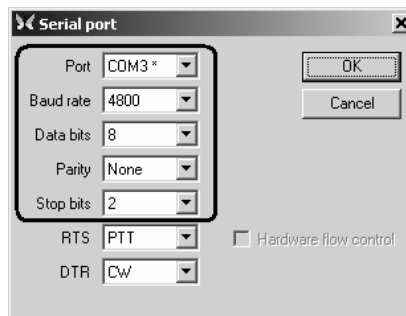 Serial port
Port COM3 *
OK
Baud rate 4800
Cancel
Data bits 8
Parity None
Stop bits 2
RTS PTT
Hardware flow control
DTR CW